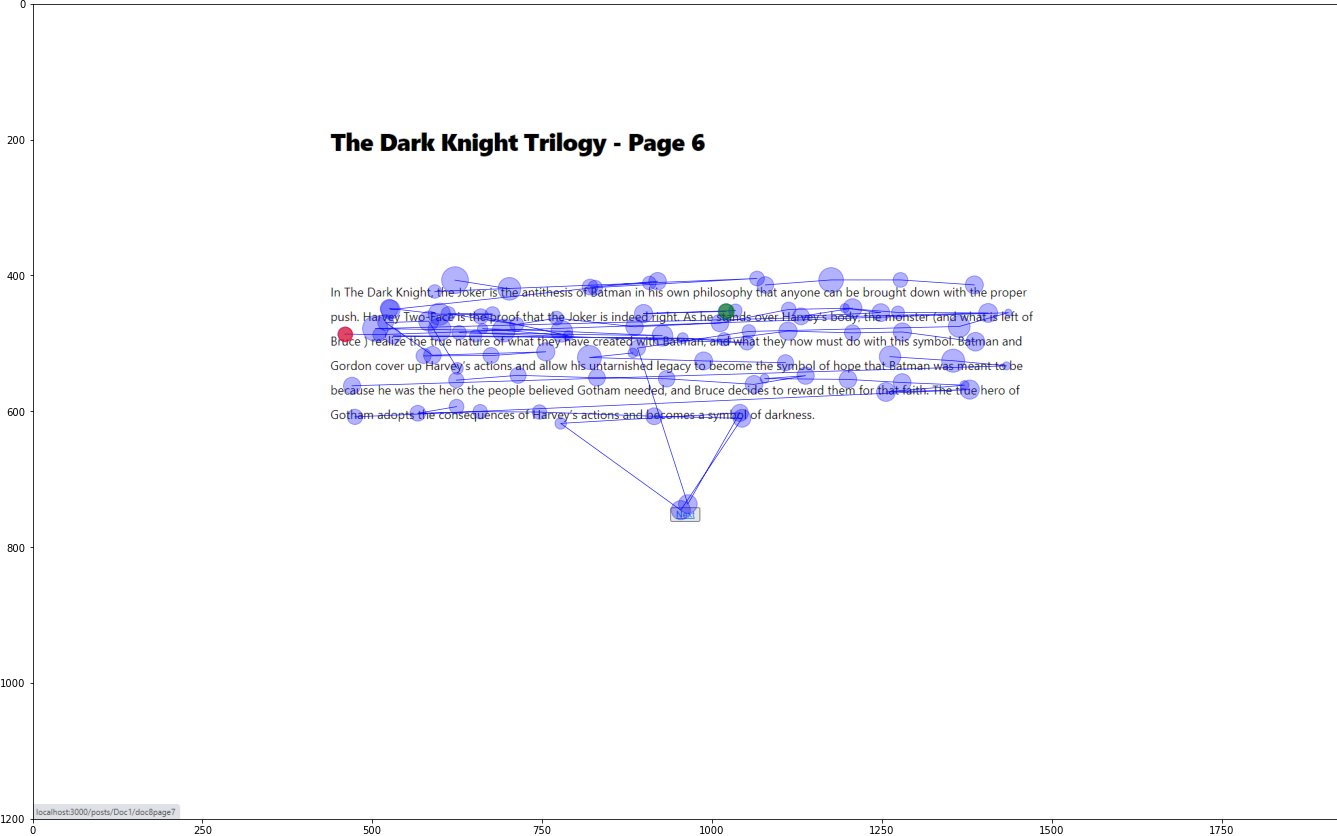 0
200
400
600
800
1000
1200
The Dark Knight Trilogy - Page 6
In The Dark Knight, the Joker is the antithesis of Batman in his own philosophy that anyone can be brought down with the proper
push. Harvey Two-Face is the proof that the Joker is indeed right. As he stands over Harvey's body, the monster (and what is left of
Bruce ) realize the true nature of what they have created with Batman, and what they now must do with this symbol. Batman and
Gordon cover up Harvey's actions and allow his untarnished legacy to become the symbol of hope that Batman was meant to be
because he was the hero the people believed Gotham needed, and Bruce decides to reward them for that faith. The true hero of
Gotham adopts the consequences of Harvey's actions and becomes a symbol of darkness.
Next
localhost:3000/posts/Doc1/doc8page7
0 250 500 750 1000 1250 1500 1750